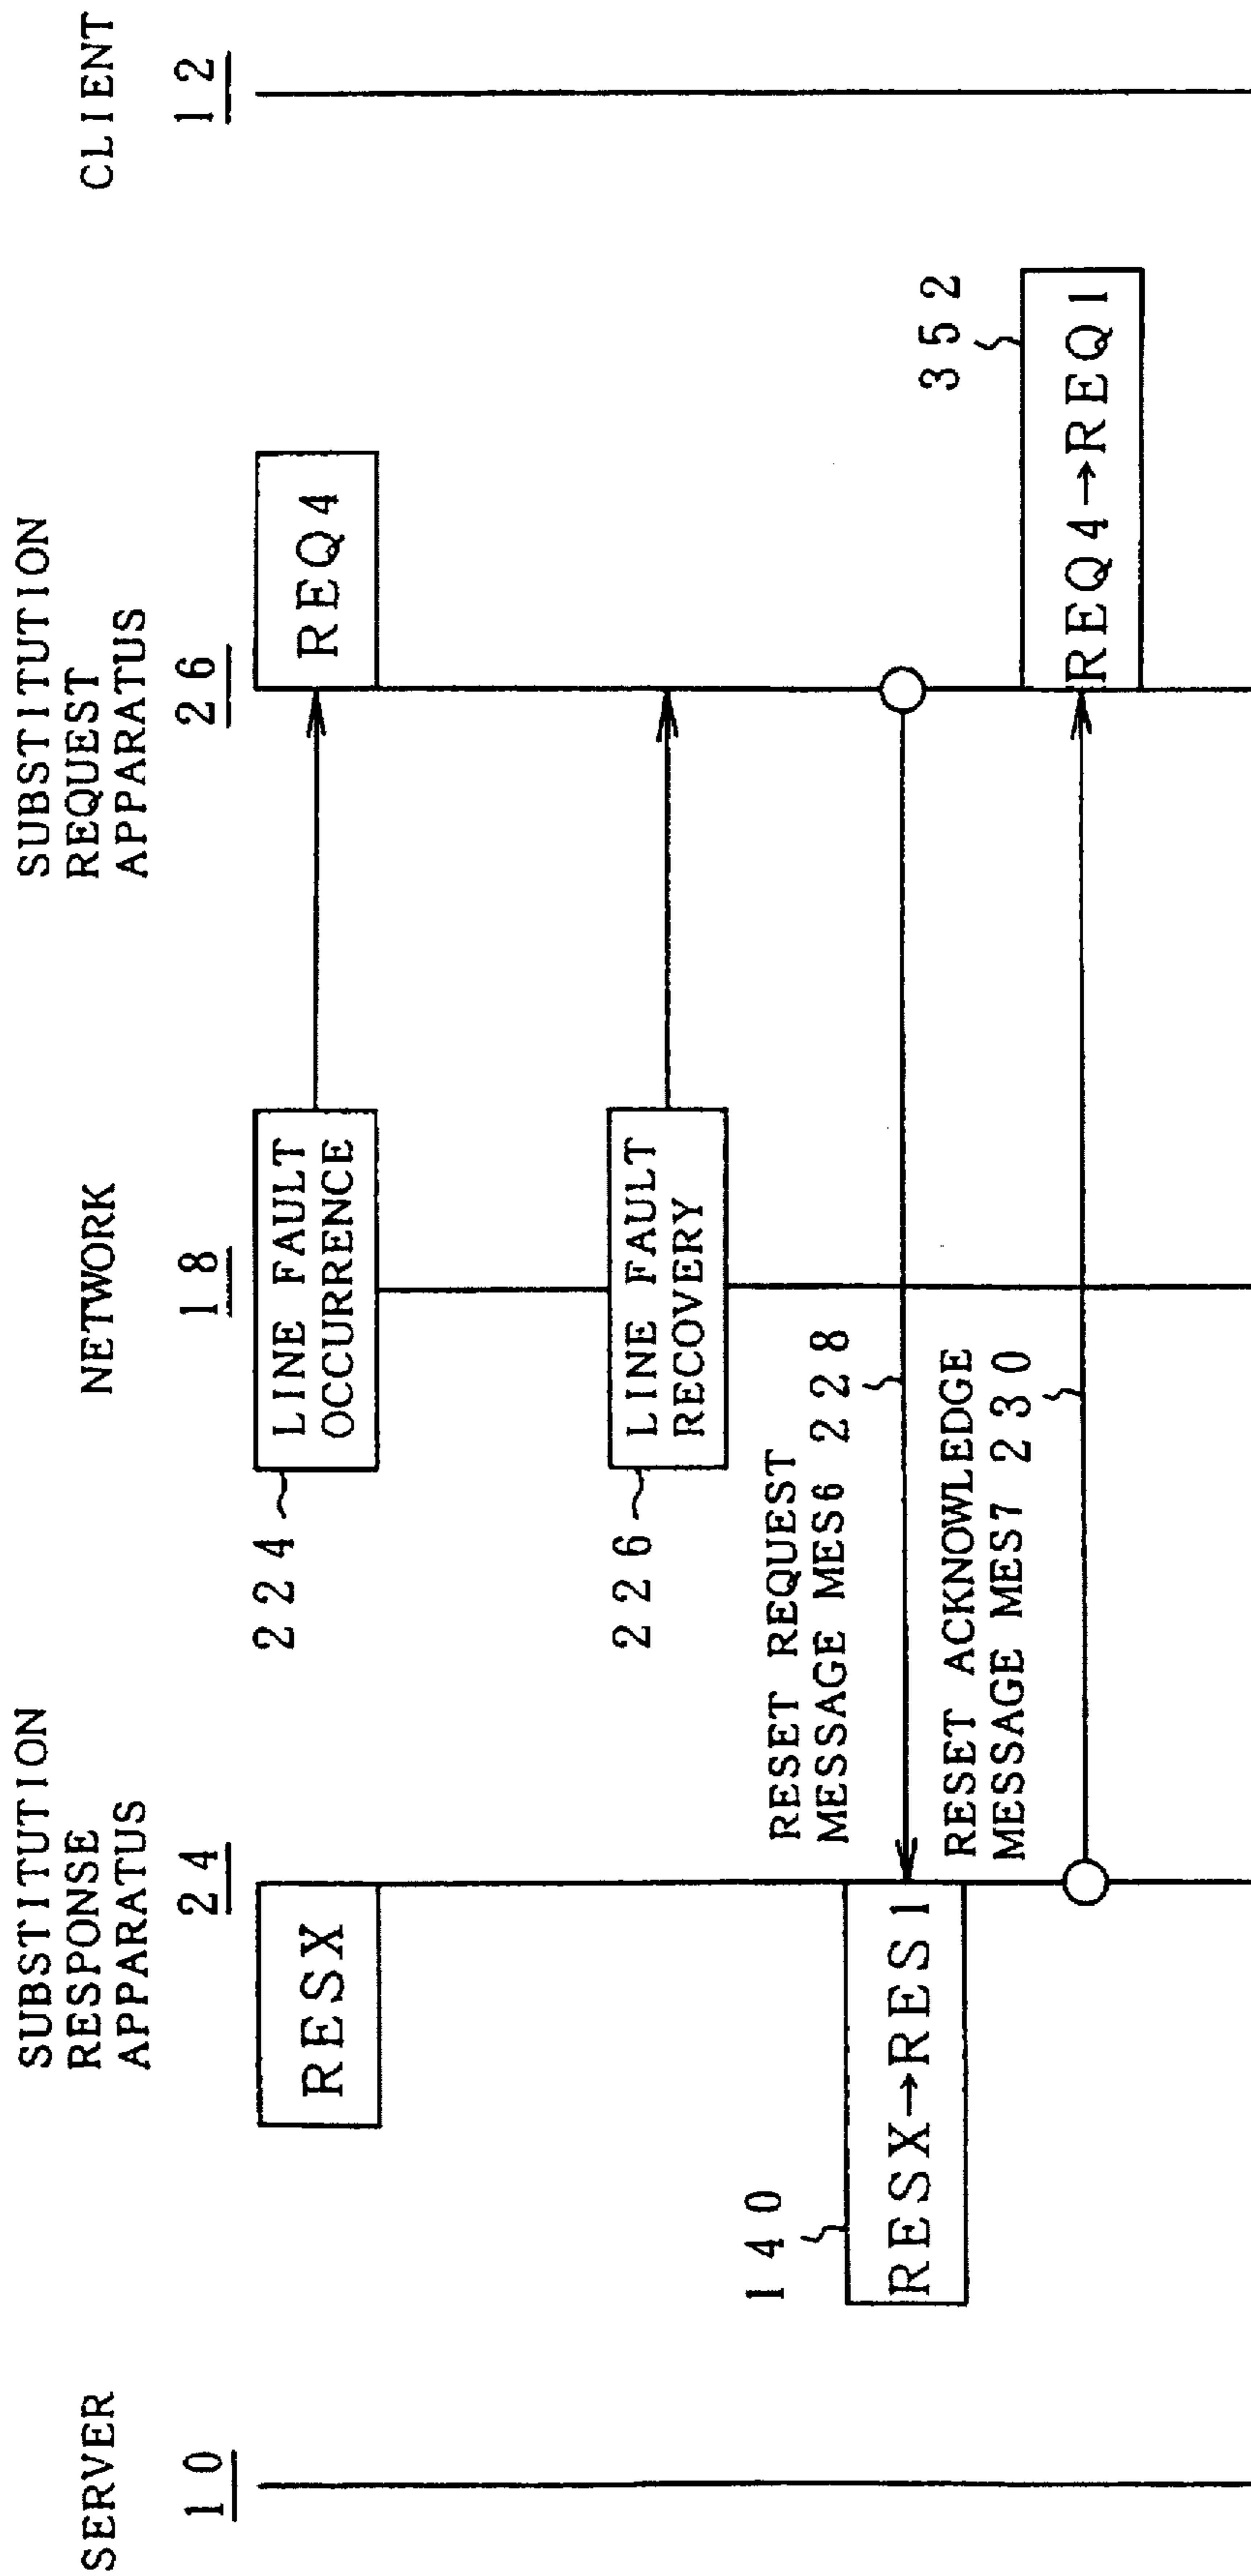 SERVER
10
SUBSTITUTION
RESPONSE
APPARATUS
24
NETWORK
18
SUBSTITUTION
REQUEST
APPARATUS
26
CLIENT
12
RESX
224
LINE FAULT
OCCURRENCE
REQ4
226
LINE FAULT
RECOVERY
140
RESX→RES1
RESET REQUEST
MESSAGE MES6 228
RESET ACKNOWLEDGE
MESSAGE MES7 230
352
REQ4→REQ1